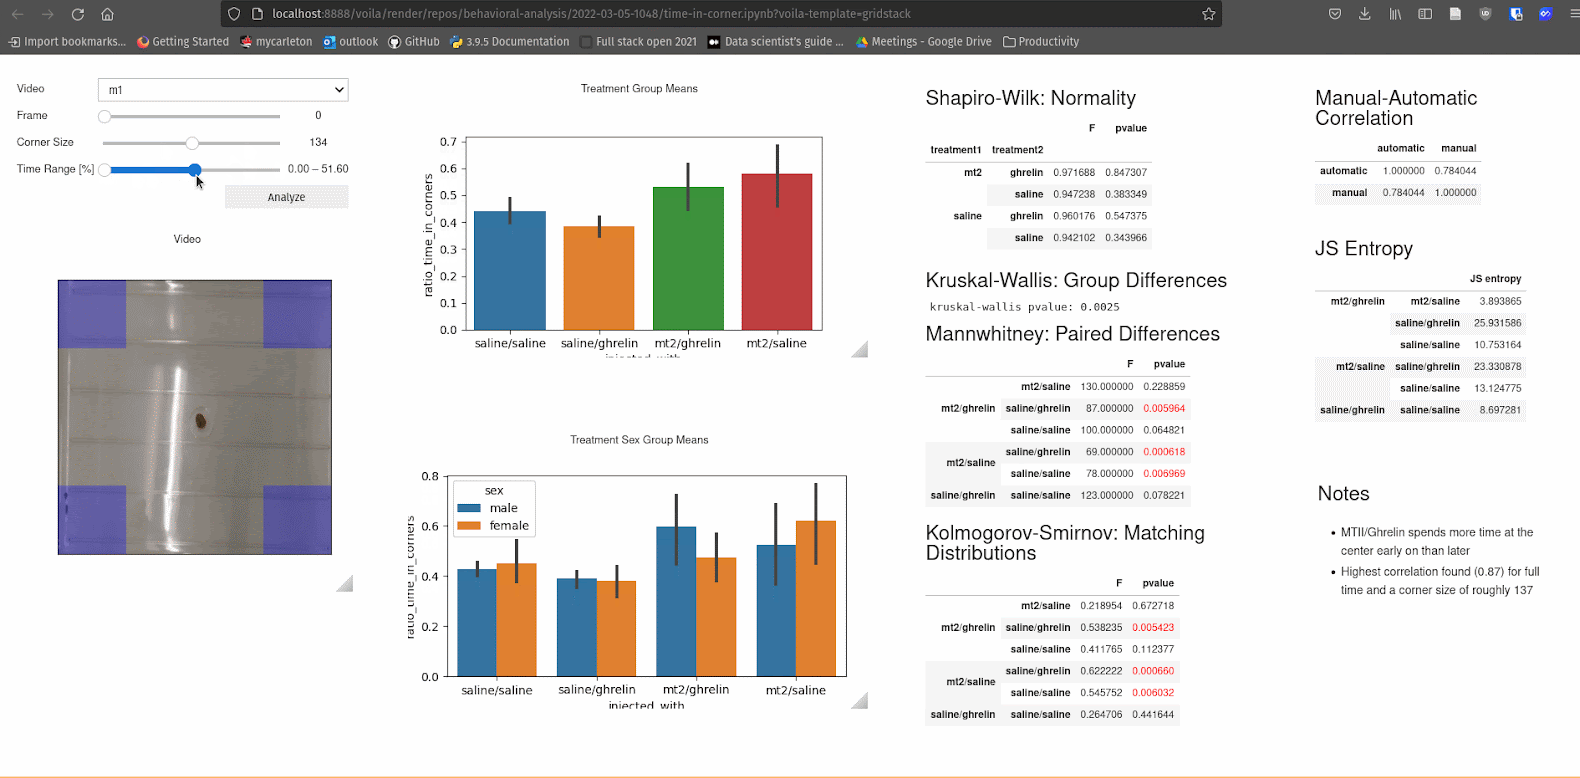 localhost:8888/voila/render/repos/behavioral-analysis/2022-03-05-1048/time-in-corner.ipynb?voila-template=gridstack
Import bookmarks... Getting Started mycarleton outlook GitHub 3.9.5 Documentation Full stack open 2021 Data scientist's guide ... Meetings - Google Drive Productivity
Video m1
Frame 0
Corner Size 134
Time Range [%] 0.00 – 51.60
Analyze
Video
Treatment Group Means
ratio_time_in_corners
0.7
0.6
0.5
0.4
0.3
0.2
0.1
0.0
saline/saline saline/ghrelin mt2/ghrelin mt2/saline
injected_with
Treatment Sex Group Means
ratio_time_in_corners
0.8
0.6
0.4
0.2
0.0
sex
male
female
saline/saline saline/ghrelin mt2/ghrelin mt2/saline
injected_with
Shapiro-Wilk: Normality
F pvalue
treatment1 treatment2
mt2 ghrelin 0.971688 0.847307
saline 0.947238 0.383349
saline ghrelin 0.960176 0.547375
saline 0.942102 0.343966
Kruskal-Wallis: Group Differences
kruskal-wallis pvalue: 0.0025
Mannwhitney: Paired Differences
F pvalue
mt2/saline 130.000000 0.228859
mt2/ghrelin saline/ghrelin 87.000000 0.005964
saline/saline 100.000000 0.064821
saline/ghrelin 69.000000 0.000618
mt2/saline
saline/saline 78.000000 0.006969
saline/ghrelin saline/saline 123.000000 0.078221
Kolmogorov-Smirnov: Matching
Distributions
F pvalue
mt2/saline 0.218954 0.672718
mt2/ghrelin saline/ghrelin 0.538235 0.005423
saline/saline 0.411765 0.112377
saline/ghrelin 0.622222 0.000660
mt2/saline
saline/saline 0.545752 0.006032
saline/ghrelin saline/saline 0.264706 0.441644
Manual-Automatic
Correlation
automatic manual
automatic 1.000000 0.784044
manual 0.784044 1.000000
JS Entropy
JS entropy
mt2/ghrelin mt2/saline 3.893865
saline/ghrelin 25.931586
saline/saline 10.753164
mt2/saline saline/ghrelin 23.330878
saline/saline 13.124775
saline/ghrelin saline/saline 8.697281
Notes
• MTII/Ghrelin spends more time at the
center early on than later
• Highest correlation found (0.87) for full
time and a corner size of roughly 137